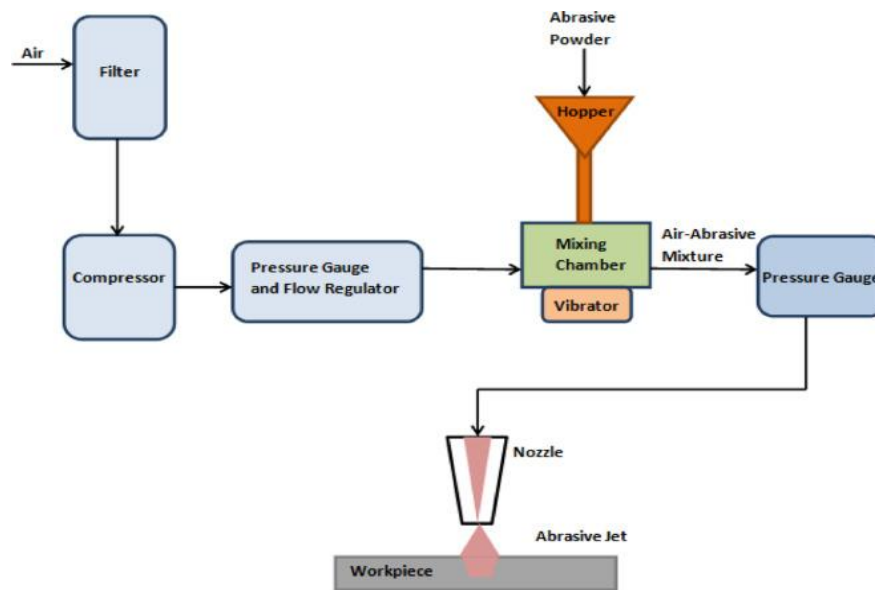 Air
Filter
Abrasive
Powder
Hopper
Compressor
Pressure Gauge
and Flow Regulator
Mixing
Chamber
Vibrator
Air-Abrasive
Mixture
Pressure Gauge
Nozzle
Abrasive Jet
Workpiece